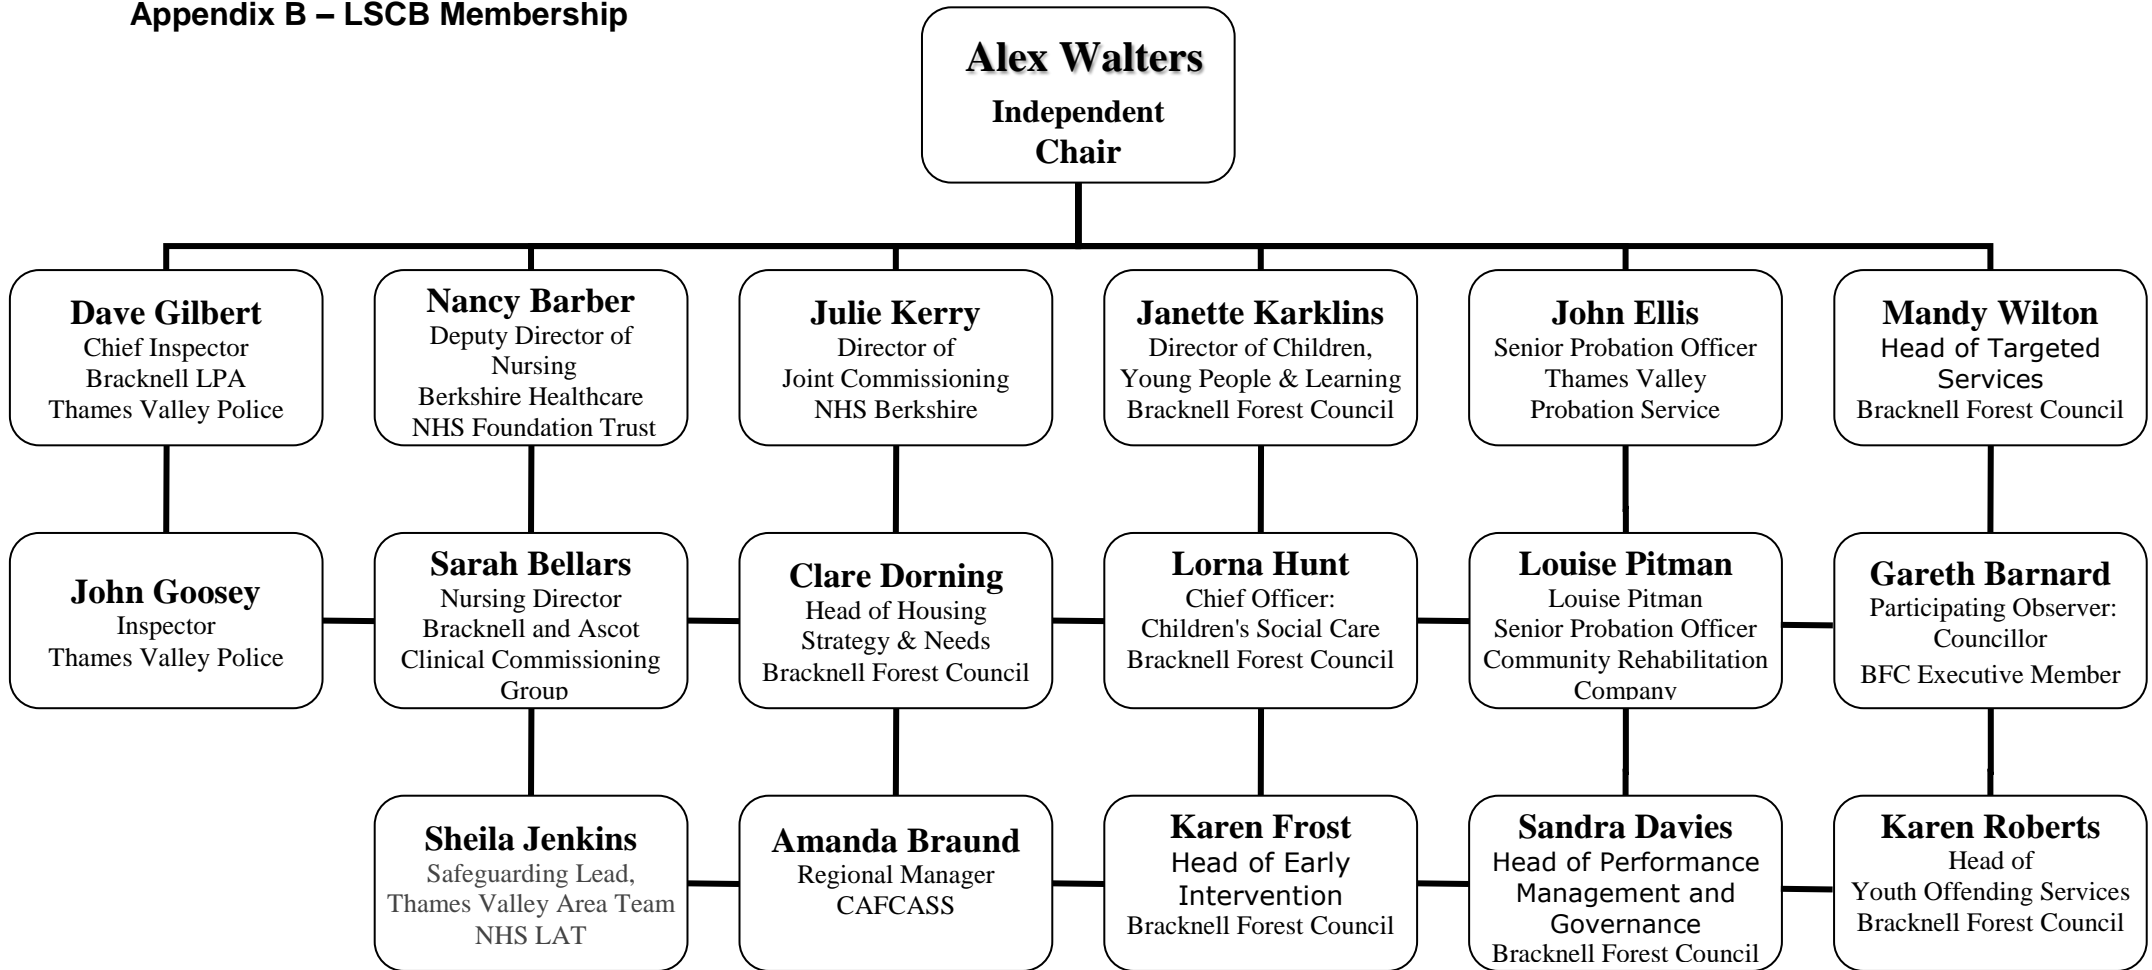 Appendix B – LSCB Membership
Alex Walters
Independent
Chair
Dave Gilbert
Chief Inspector
Bracknell LPA
Thames Valley Police
Nancy Barber
Deputy Director of
Nursing
Berkshire Healthcare
NHS Foundation Trust
Julie Kerry
Director of
Joint Commissioning
NHS Berkshire
Janette Karklins
Director of Children,
Young People & Learning
Bracknell Forest Council
John Ellis
Senior Probation Officer
Thames Valley
Probation Service
Mandy Wilton
Head of Targeted
Services
Bracknell Forest Council
John Goosey
Inspector
Thames Valley Police
Sarah Bellars
Nursing Director
Bracknell and Ascot
Clinical Commissioning
Group
Clare Dorning
Head of Housing
Strategy & Needs
Bracknell Forest Council
Lorna Hunt
Chief Officer:
Children's Social Care
Bracknell Forest Council
Louise Pitman
Louise Pitman
Senior Probation Officer
Community Rehabilitation
Company
Gareth Barnard
Participating Observer:
Councillor
BFC Executive Member
Sheila Jenkins
Safeguarding Lead,
Thames Valley Area Team
NHS LAT
Amanda Braund
Regional Manager
CAFCASS
Karen Frost
Head of Early
Intervention
Bracknell Forest Council
Sandra Davies
Head of Performance
Management and
Governance
Bracknell Forest Council
Karen Roberts
Head of
Youth Offending Services
Bracknell Forest Council